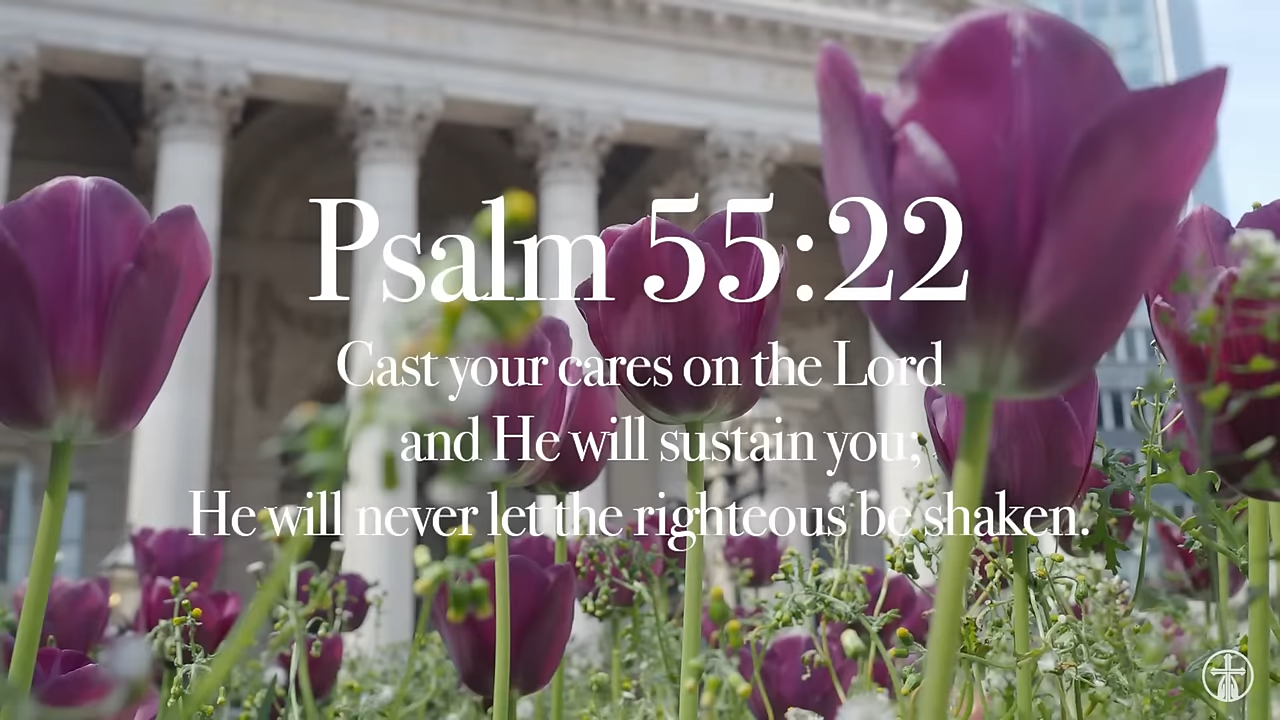 Psalm 55:22
Cast your cares on the Lord
and He will sustain you;
He will never let the righteous be shaken.